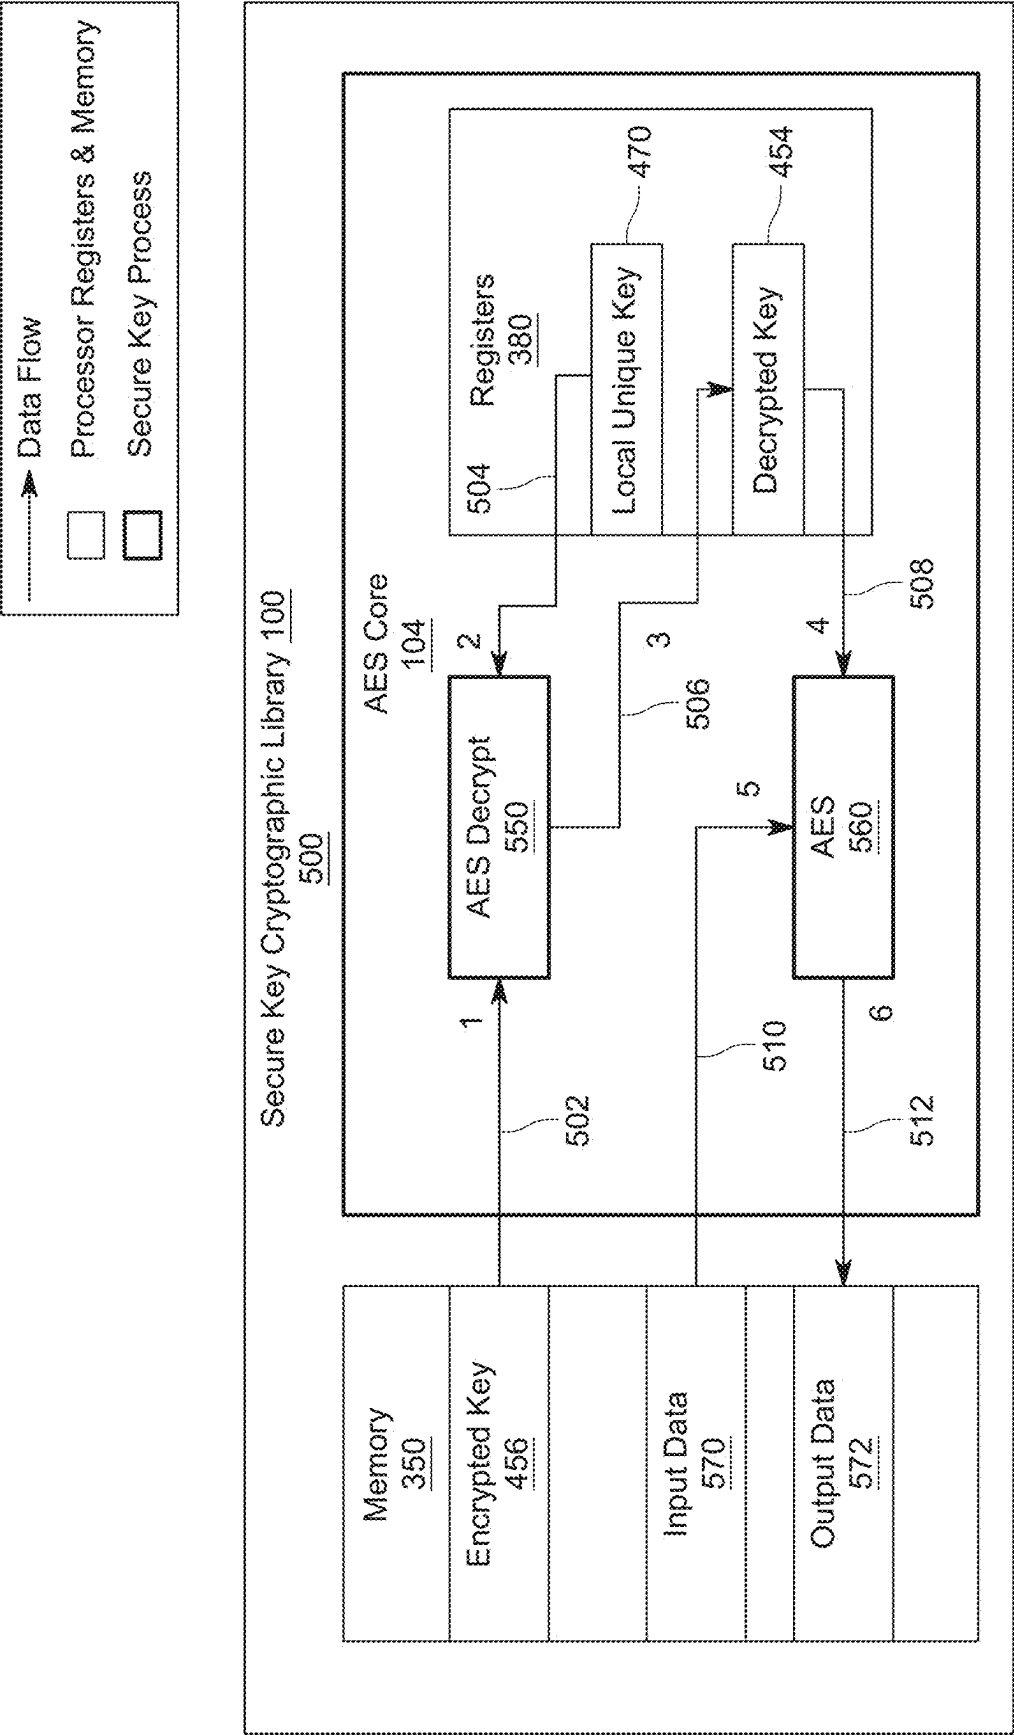 Data Flow
Processor Registers & Memory
Secure Key Process
Secure Key Cryptographic Library 100
500
Memory
350
Encrypted Key
456
Input Data
570
Output Data
572
AES Core
104
1
502
AES Decrypt
550
2
504
Registers
380
Local Unique Key
470
3
506
Decrypted Key
454
4
508
5
510
AES
560
6
512